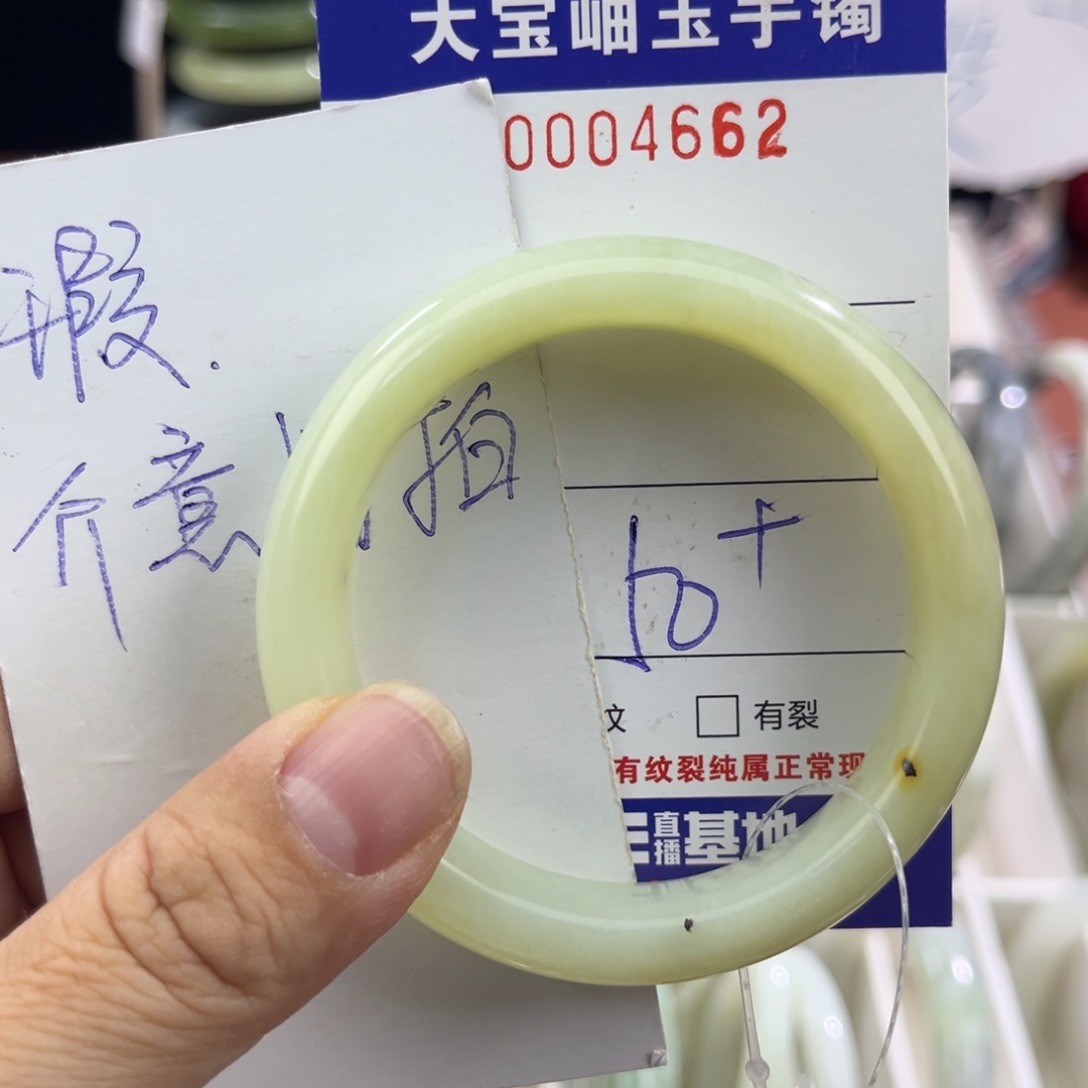 大宝岫玉手镯
0004662
瑕.
介意 拍
60+
纹 有裂
有纹裂纯属正常现
直播基地